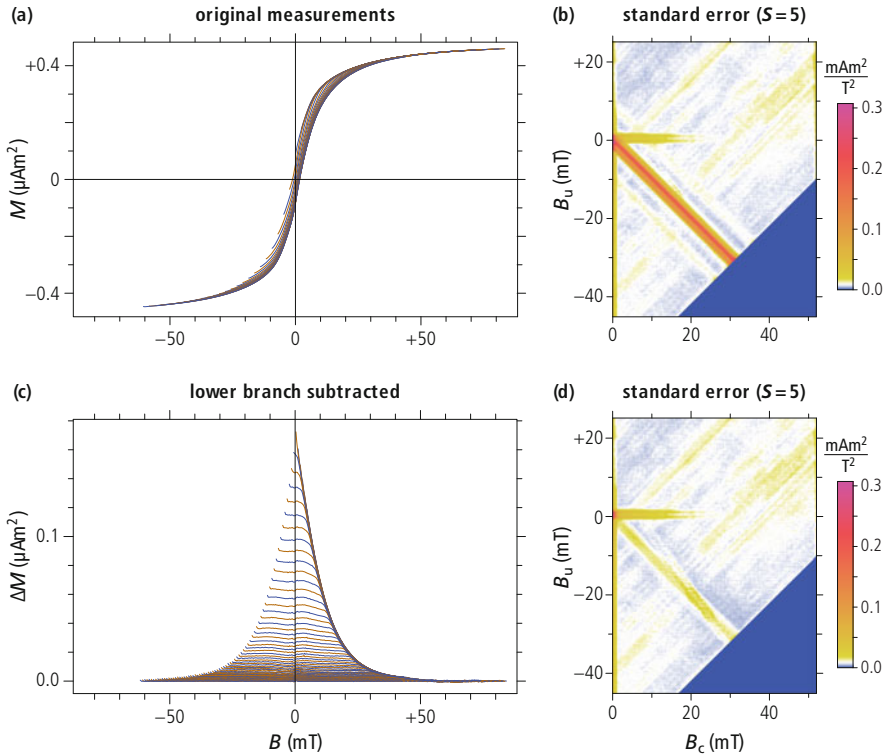 (a) original measurements
+0.4
0
−0.4
M (µAm²)
−50 0 +50
(b) standard error (S = 5)
+20
0
−20
−40
B_u (mT)
0 20 40
mAm²
T²
0.3
0.2
0.1
0.0
(c) lower branch subtracted
0.1
0.0
ΔM (µAm²)
−50 0 +50
B (mT)
(d) standard error (S = 5)
+20
0
−20
−40
B_u (mT)
0 20 40
B_c (mT)
mAm²
T²
0.3
0.2
0.1
0.0